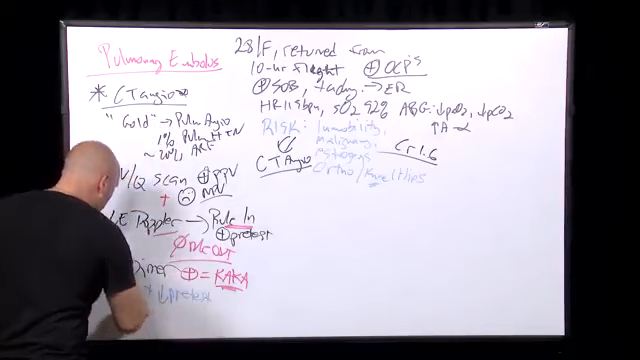 Pulmonary Embolus
* CT angio
"Gold" → Pulm Angio
1% Pulm HTN
~20% ARF
V/Q scan ⊕ PPV
+ ☹ NPV
LE Doppler → Rule In
⊕ pretest
Ø rule OUT
Dimer ⊕ = KAKA
+ ↓pretest
28/F, returned from
10-hr flight ⊕ OCP's
⊕ SOB, tachy → ER
HR 115bpm, sO2 92% ABG: ↓pO2, ↓pCO2
↑A-a
RISK: Immobility,
Malignancy,
Estrogens
Ortho/Knee/Hips
CT Angio
Cr 1.6